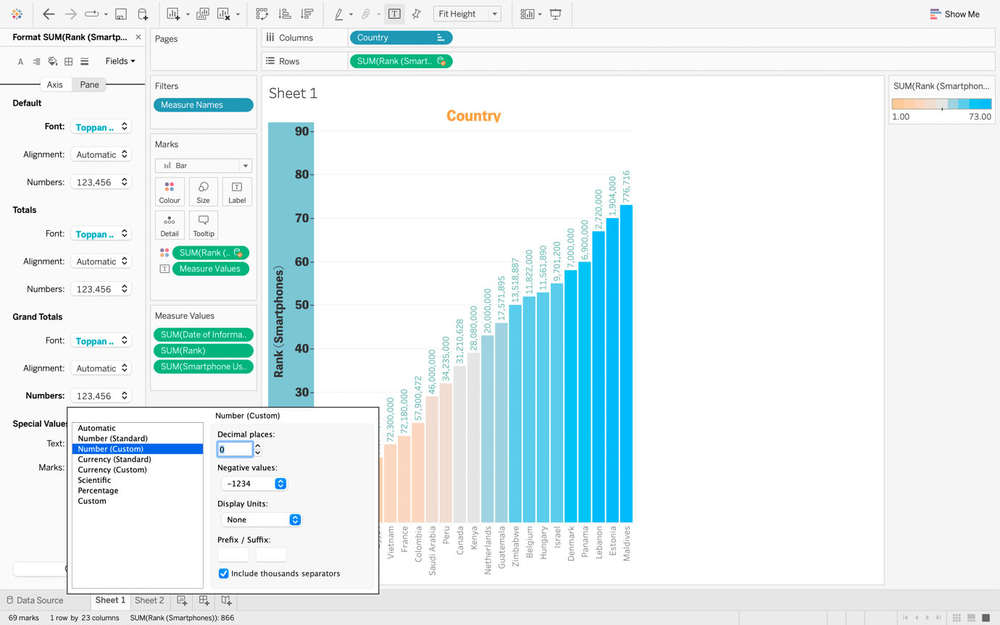 Fit Height
Show Me
Format SUM(Rank (Smartp...
Fields
Axis
Pane
Default
Font:
Toppan ..
Alignment:
Automatic
Numbers:
123,456
Totals
Font:
Toppan ..
Alignment:
Automatic
Numbers:
123,456
Grand Totals
Font:
Toppan ..
Alignment:
Automatic
Numbers:
123,456
Special Values
Text:
Marks:
Pages
Filters
Measure Names
Marks
Bar
Colour
Size
Label
Detail
Tooltip
SUM(Rank (..
Measure Values
Measure Values
SUM(Date of Informa..
SUM(Rank)
SUM(Smartphone Us..
Columns
Country
Rows
SUM(Rank (Smart..
Sheet 1
Country
Rank (Smartphones)
90
80
70
60
50
40
30
72,300,000
72,180,000
57,900,472
46,000,000
34,235,000
31,210,628
28,080,000
20,000,000
17,571,895
13,518,887
11,822,000
11,561,890
9,701,200
7,000,000
6,900,000
2,720,000
1,904,000
776,716
Vietnam
France
Colombia
Saudi Arabia
Peru
Canada
Kenya
Netherlands
Guatemala
Zimbabwe
Belgium
Hungary
Israel
Denmark
Panama
Lebanon
Estonia
Maldives
SUM(Rank (Smartphon...
1.00
73.00
Automatic
Number (Standard)
Number (Custom)
Currency (Standard)
Currency (Custom)
Scientific
Percentage
Custom
Number (Custom)
Decimal places:
0
Negative values:
-1234
Display Units:
None
Prefix / Suffix:
Include thousands separators
Data Source
Sheet 1
Sheet 2
69 marks
1 row by 23 columns
SUM(Rank (Smartphones)): 866